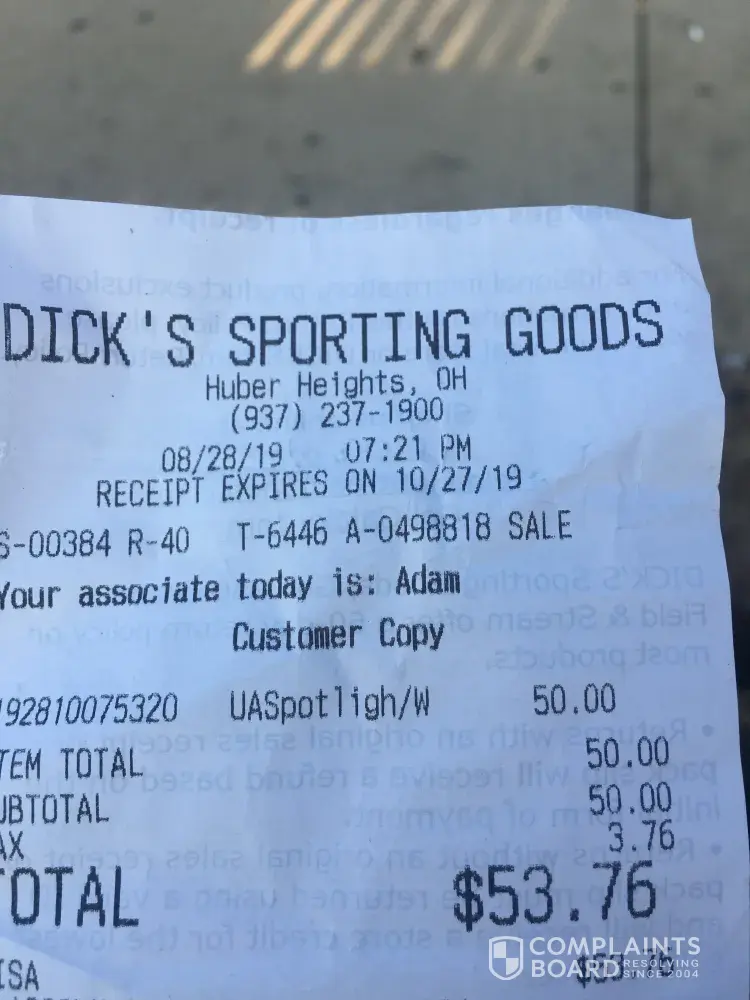 DICK'S SPORTING GOODS
Huber Heights, OH
(937) 237-1900
08/28/19 07:21 PM
RECEIPT EXPIRES ON 10/27/19
S-00384 R-40 T-6446 A-0498818 SALE
Your associate today is: Adam
Customer Copy
192810075320 UASpotligh/W 50.00
TEM TOTAL 50.00
UBTOTAL 50.00
AX 3.76
OTAL $53.76
ISA $53.76
COMPLAINTS
BOARD RESOLVING
SINCE 2004